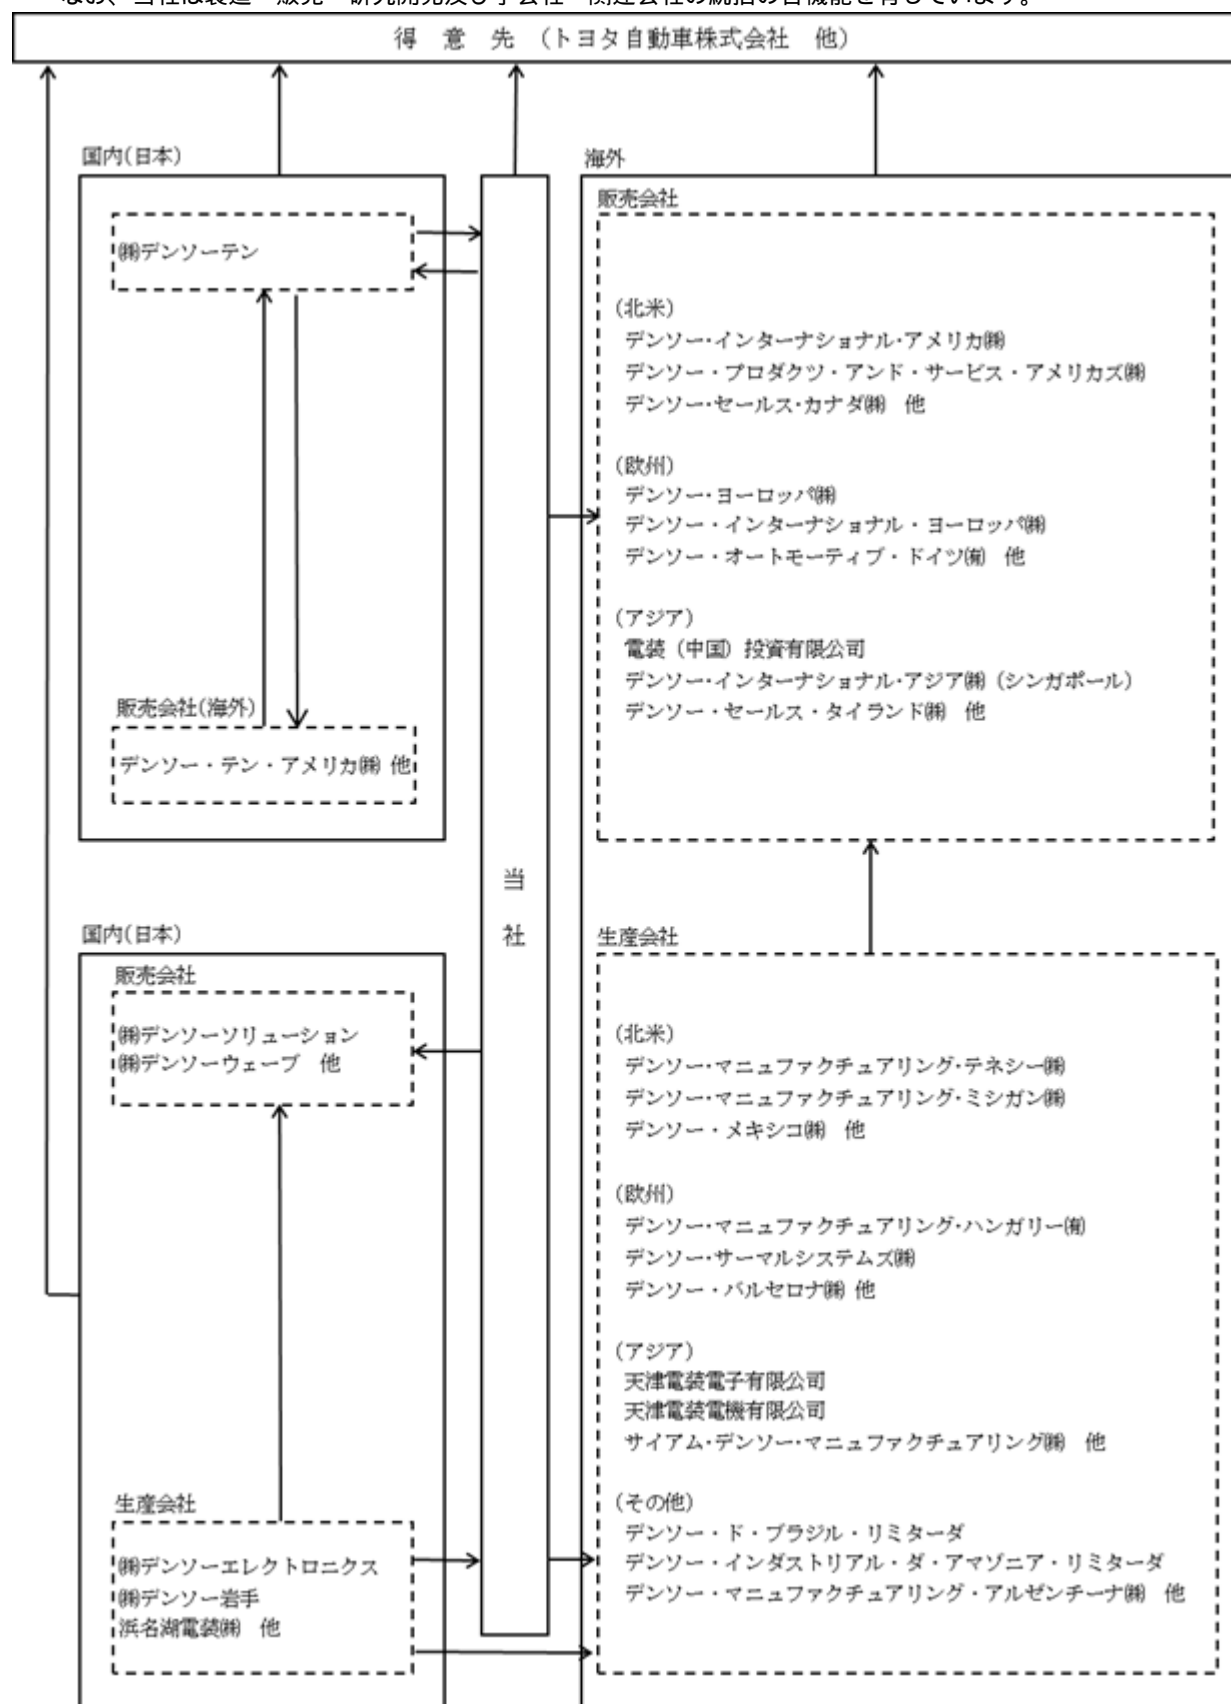 なお、当社は製造・販売・研究開発及び子会社・関連会社の統括の各機能を有しています。
得 意 先 (トヨタ自動車株式会社 他)
国内(日本)
㈱デンソーテン
販売会社(海外)
デンソー・テン・アメリカ㈱ 他
国内(日本)
販売会社
㈱デンソーソリューション
㈱デンソーウェーブ 他
生産会社
㈱デンソーエレクトロニクス
㈱デンソー岩手
浜名湖電装㈱ 他
当
社
海外
販売会社
(北米)
デンソー・インターナショナル・アメリカ㈱
デンソー・プロダクツ・アンド・サービス・アメリカズ㈱
デンソー・セールス・カナダ㈱ 他
(欧州)
デンソー・ヨーロッパ㈱
デンソー・インターナショナル・ヨーロッパ㈱
デンソー・オートモーティブ・ドイツ㈲ 他
(アジア)
電装(中国)投資有限公司
デンソー・インターナショナル・アジア㈱(シンガポール)
デンソー・セールス・タイランド㈱ 他
生産会社
(北米)
デンソー・マニュファクチュアリング・テネシー㈱
デンソー・マニュファクチュアリング・ミシガン㈱
デンソー・メキシコ㈱ 他
(欧州)
デンソー・マニュファクチュアリング・ハンガリー㈲
デンソー・サーマルシステムズ㈱
デンソー・バルセロナ㈱ 他
(アジア)
天津電装電子有限公司
天津電装電機有限公司
サイアム・デンソー・マニュファクチュアリング㈱ 他
(その他)
デンソー・ド・ブラジル・リミターダ
デンソー・インダストリアル・ダ・アマゾニア・リミターダ
デンソー・マニュファクチュアリング・アルゼンチーナ㈱ 他